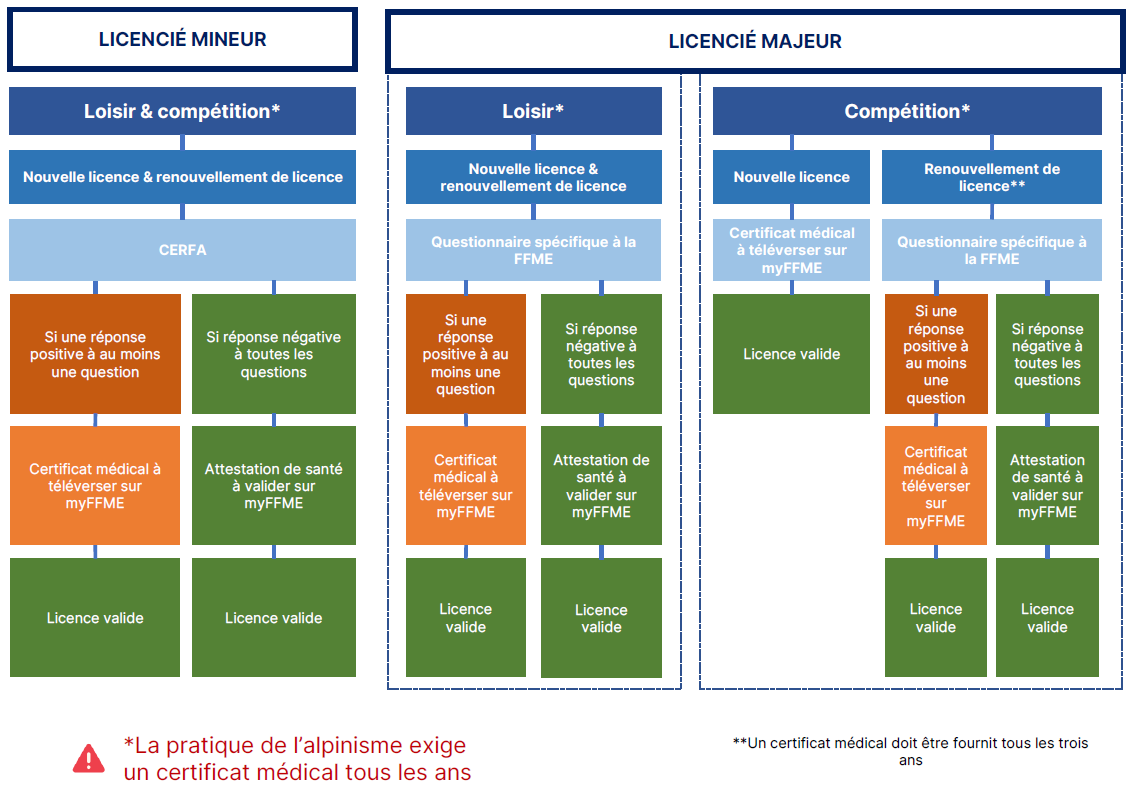 LICENCIÉ MINEUR
LICENCIÉ MAJEUR
Loisir & compétition*
Loisir*
Compétition*
Nouvelle licence & renouvellement de licence
Nouvelle licence &
renouvellement de licence
Nouvelle licence
Renouvellement de
licence**
CERFA
Questionnaire spécifique à la
FFME
Certificat médical
à téléverser sur
myFFME
Questionnaire spécifique à
la FFME
Si une réponse
positive à au moins
une question
Si réponse négative
à toutes les
questions
Si une
réponse
positive à au
moins une
question
Si réponse
négative à
toutes les
questions
Licence valide
Si une
réponse
positive à
au moins
une
question
Si réponse
négative à
toutes les
questions
Certificat médical à
téléverser sur
myFFME
Attestation de santé
à valider sur
myFFME
Certificat
médical à
téléverser sur
myFFME
Attestation de
santé à
valider sur
myFFME
Certificat
médical à
téléverser
sur
myFFME
Attestation
de santé à
valider sur
myFFME
Licence valide
Licence valide
Licence
valide
Licence
valide
Licence
valide
Licence
valide
*La pratique de l'alpinisme exige
un certificat médical tous les ans
**Un certificat médical doit être fournit tous les trois
ans